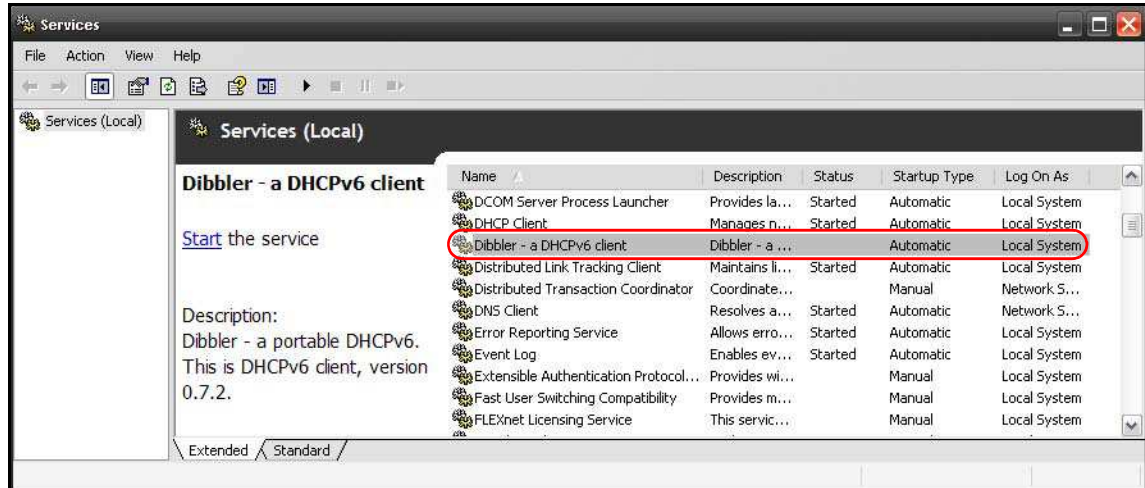 Services
File Action View Help
Services (Local)
Services (Local)
Dibbler - a DHCPv6 client
Start the service
Description:
Dibbler - a portable DHCPv6.
This is DHCPv6 client, version
0.7.2.
Name Description Status Startup Type Log On As
DCOM Server Process Launcher Provides la... Started Automatic Local System
DHCP Client Manages n... Started Automatic Local System
Dibbler - a DHCPv6 client Dibbler - a ... Automatic Local System
Distributed Link Tracking Client Maintains li... Started Automatic Local System
Distributed Transaction Coordinator Coordinate... Manual Network S...
DNS Client Resolves a... Started Automatic Network S...
Error Reporting Service Allows erro... Started Automatic Local System
Event Log Enables ev... Started Automatic Local System
Extensible Authentication Protocol... Provides wi... Manual Local System
Fast User Switching Compatibility Provides m... Manual Local System
FLEXnet Licensing Service This servic... Manual Local System
Extended Standard